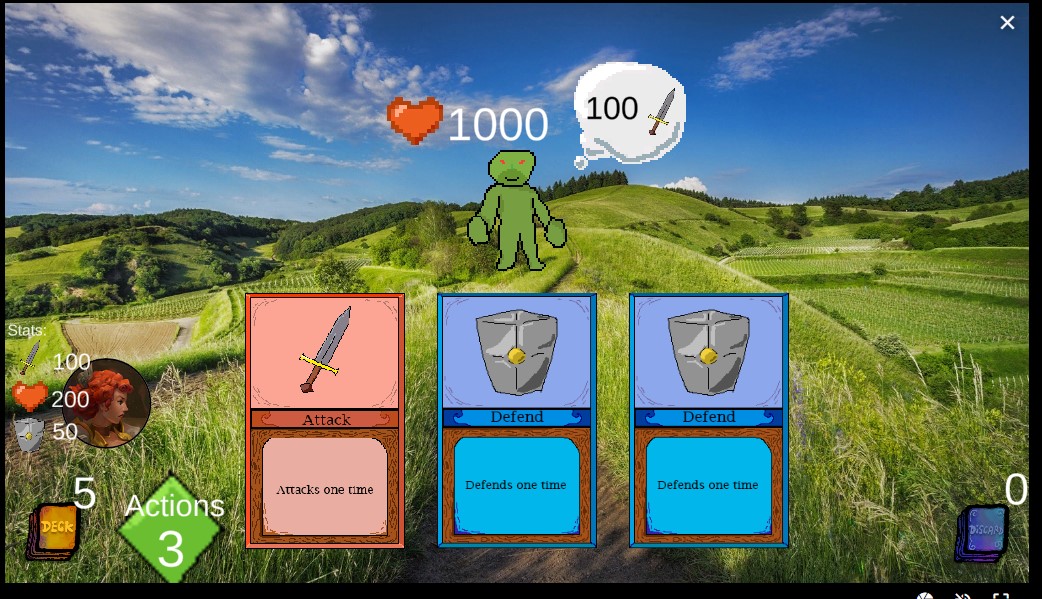 1000
100
Stats:
100
200
50
5
DECK
Actions
3
Attack
Attacks one time
Defend
Defends one time
Defend
Defends one time
0
DISCARD